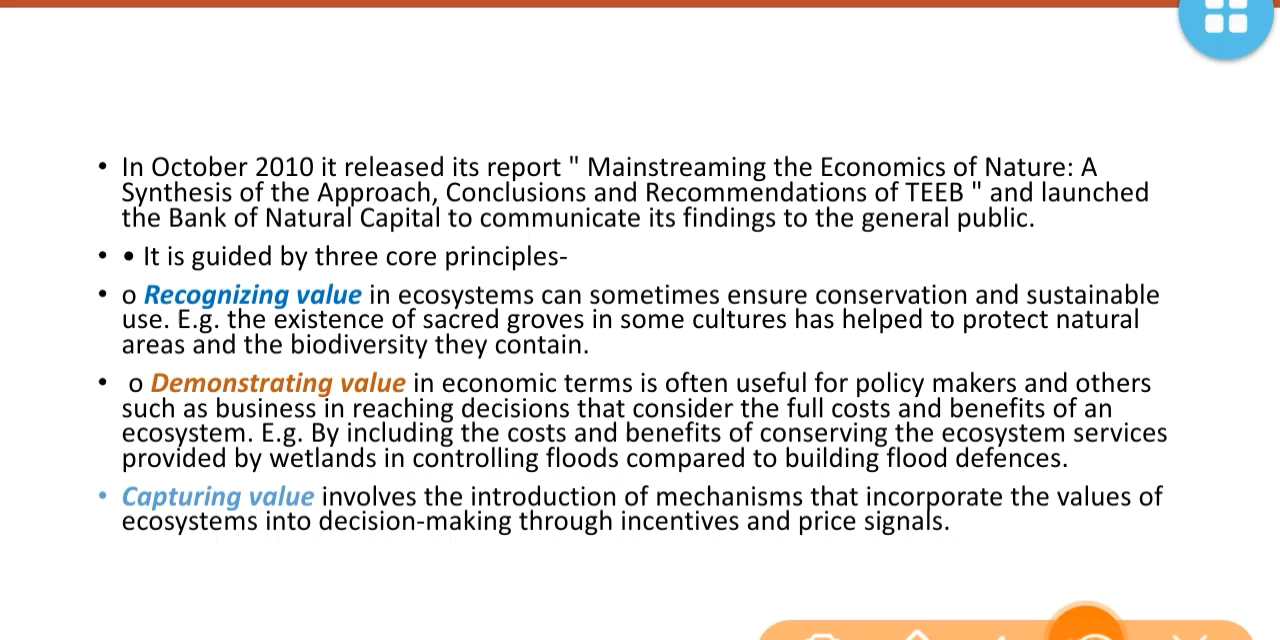 • In October 2010 it released its report " Mainstreaming the Economics of Nature: A
Synthesis of the Approach, Conclusions and Recommendations of TEEB " and launched
the Bank of Natural Capital to communicate its findings to the general public.
• • It is guided by three core principles-
• o Recognizing value in ecosystems can sometimes ensure conservation and sustainable
use. E.g. the existence of sacred groves in some cultures has helped to protect natural
areas and the biodiversity they contain.
• o Demonstrating value in economic terms is often useful for policy makers and others
such as business in reaching decisions that consider the full costs and benefits of an
ecosystem. E.g. By including the costs and benefits of conserving the ecosystem services
provided by wetlands in controlling floods compared to building flood defences.
• Capturing value involves the introduction of mechanisms that incorporate the values of
ecosystems into decision-making through incentives and price signals.